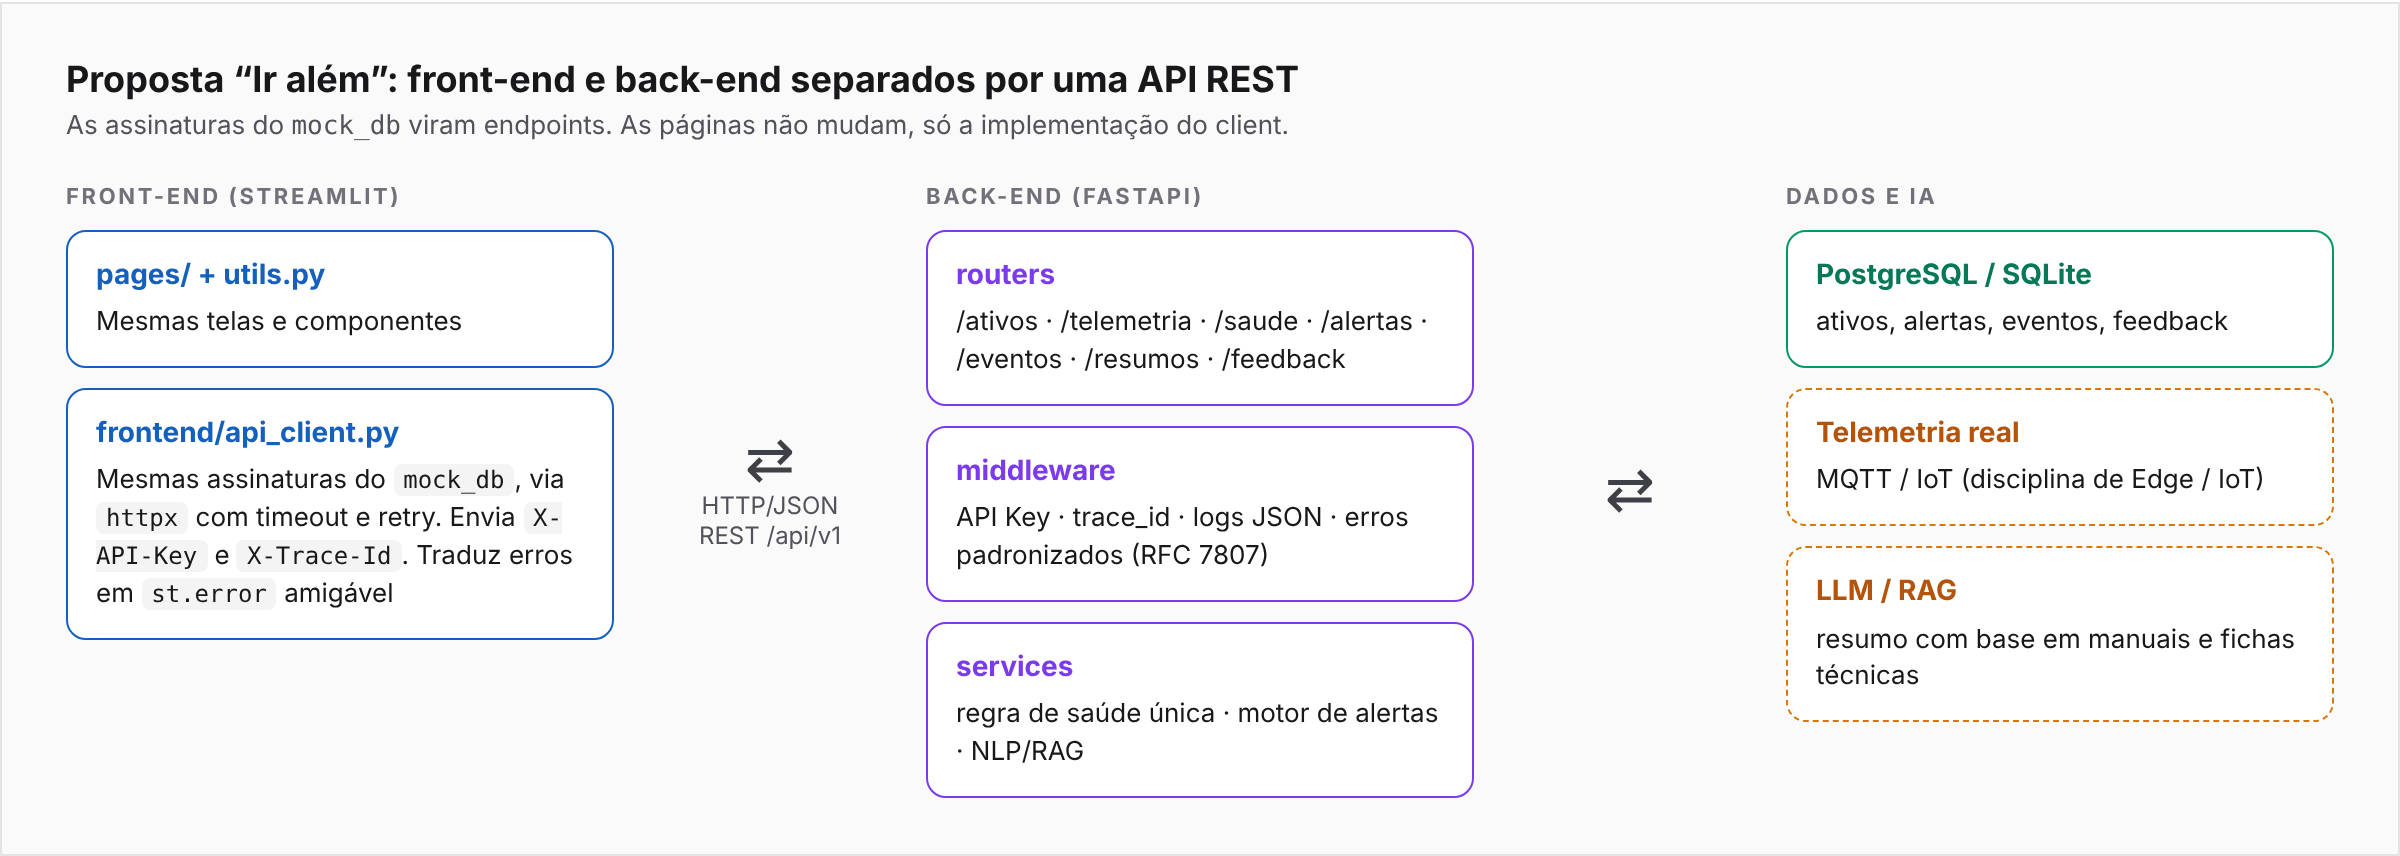 Proposta “Ir além”: front-end e back-end separados por uma API REST
As assinaturas do mock_db viram endpoints. As páginas não mudam, só a implementação do client.
FRONT-END (STREAMLIT)
pages/ + utils.py
Mesmas telas e componentes
frontend/api_client.py
Mesmas assinaturas do mock_db, via
httpx com timeout e retry. Envia X-
API-Key e X-Trace-Id. Traduz erros
em st.error amigável
⇄
HTTP/JSON
REST /api/v1
BACK-END (FASTAPI)
routers
/ativos · /telemetria · /saude · /alertas ·
/eventos · /resumos · /feedback
middleware
API Key · trace_id · logs JSON · erros
padronizados (RFC 7807)
services
regra de saúde única · motor de alertas
· NLP/RAG
⇄
DADOS E IA
PostgreSQL / SQLite
ativos, alertas, eventos, feedback
Telemetria real
MQTT / IoT (disciplina de Edge / IoT)
LLM / RAG
resumo com base em manuais e fichas
técnicas